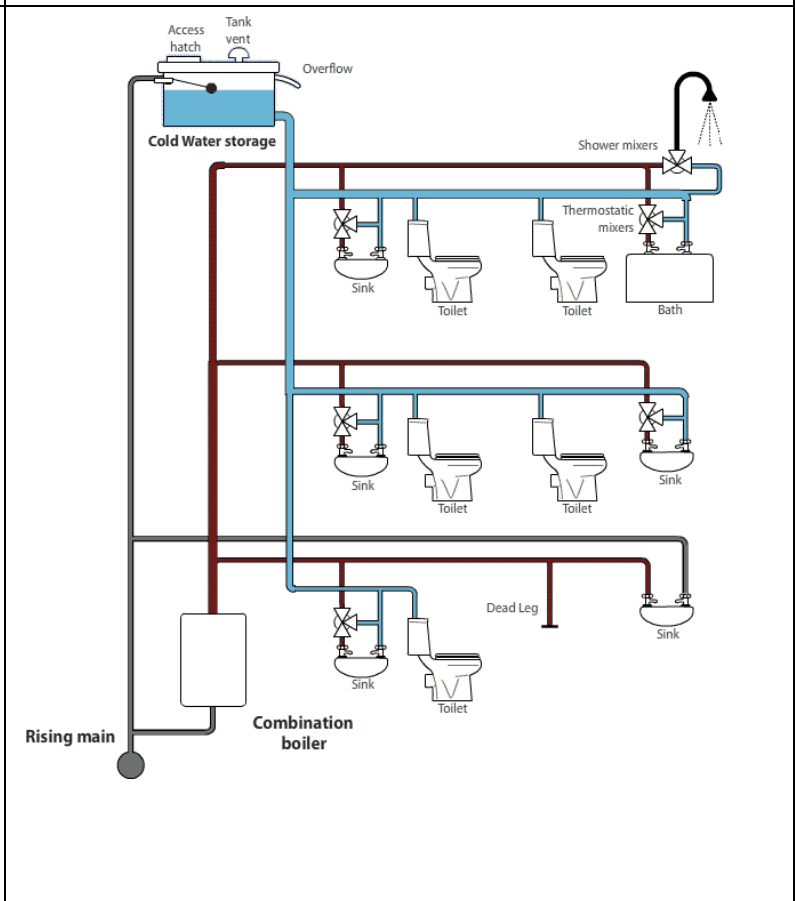 Access
hatch
Tank
vent
Overflow
Cold Water storage
Shower mixers
Thermostatic
mixers
Sink
Toilet
Toilet
Bath
Sink
Toilet
Toilet
Sink
Dead Leg
Sink
Sink
Toilet
Rising main
Combination
boiler